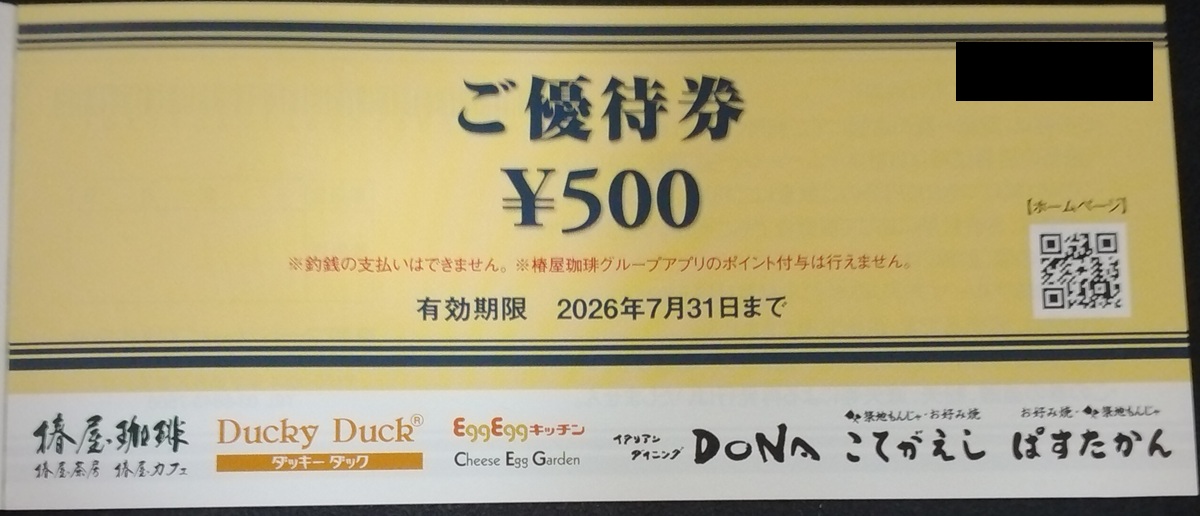 ご優待券
¥500
【ホームページ】
※釣銭の支払いはできません。※椿屋珈琲グループアプリのポイント付与は行えません。
有効期限 2026年7月31日まで
椿屋珈琲
椿屋茶房 椿屋カフェ
Ducky Duck®
ダッキーダック
EggEggキッチン
Cheese Egg Garden
イタリアン
ダイニング
DONA
築地もんじゃ・お好み焼
こてがえし
お好み焼・築地もんじゃ
ぱすたかん